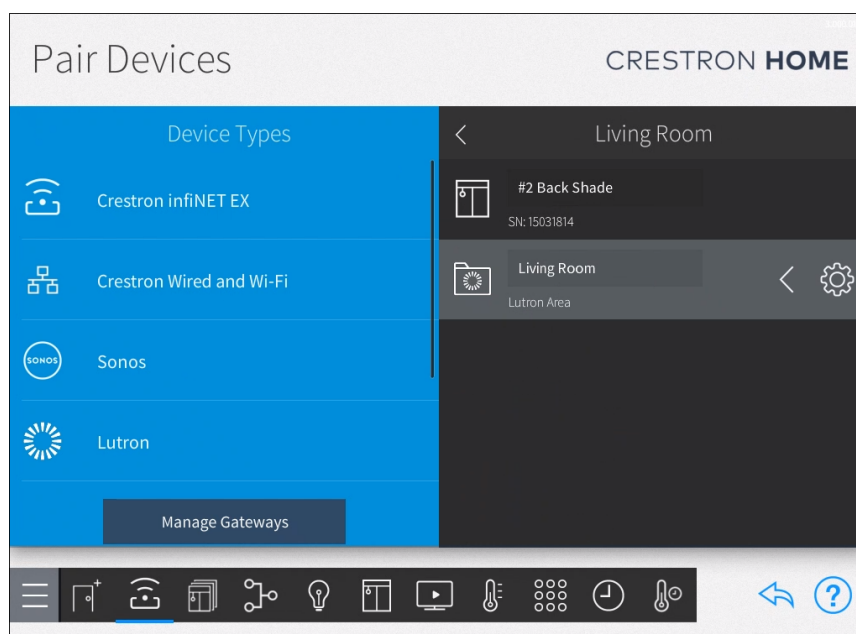 Pair Devices
CRESTRON HOME
Device Types
Living Room
Crestron infiNET EX
#2 Back Shade
SN: 15031814
Crestron Wired and Wi-Fi
Living Room
Lutron Area
SONOS
Sonos
Lutron
Manage Gateways
?